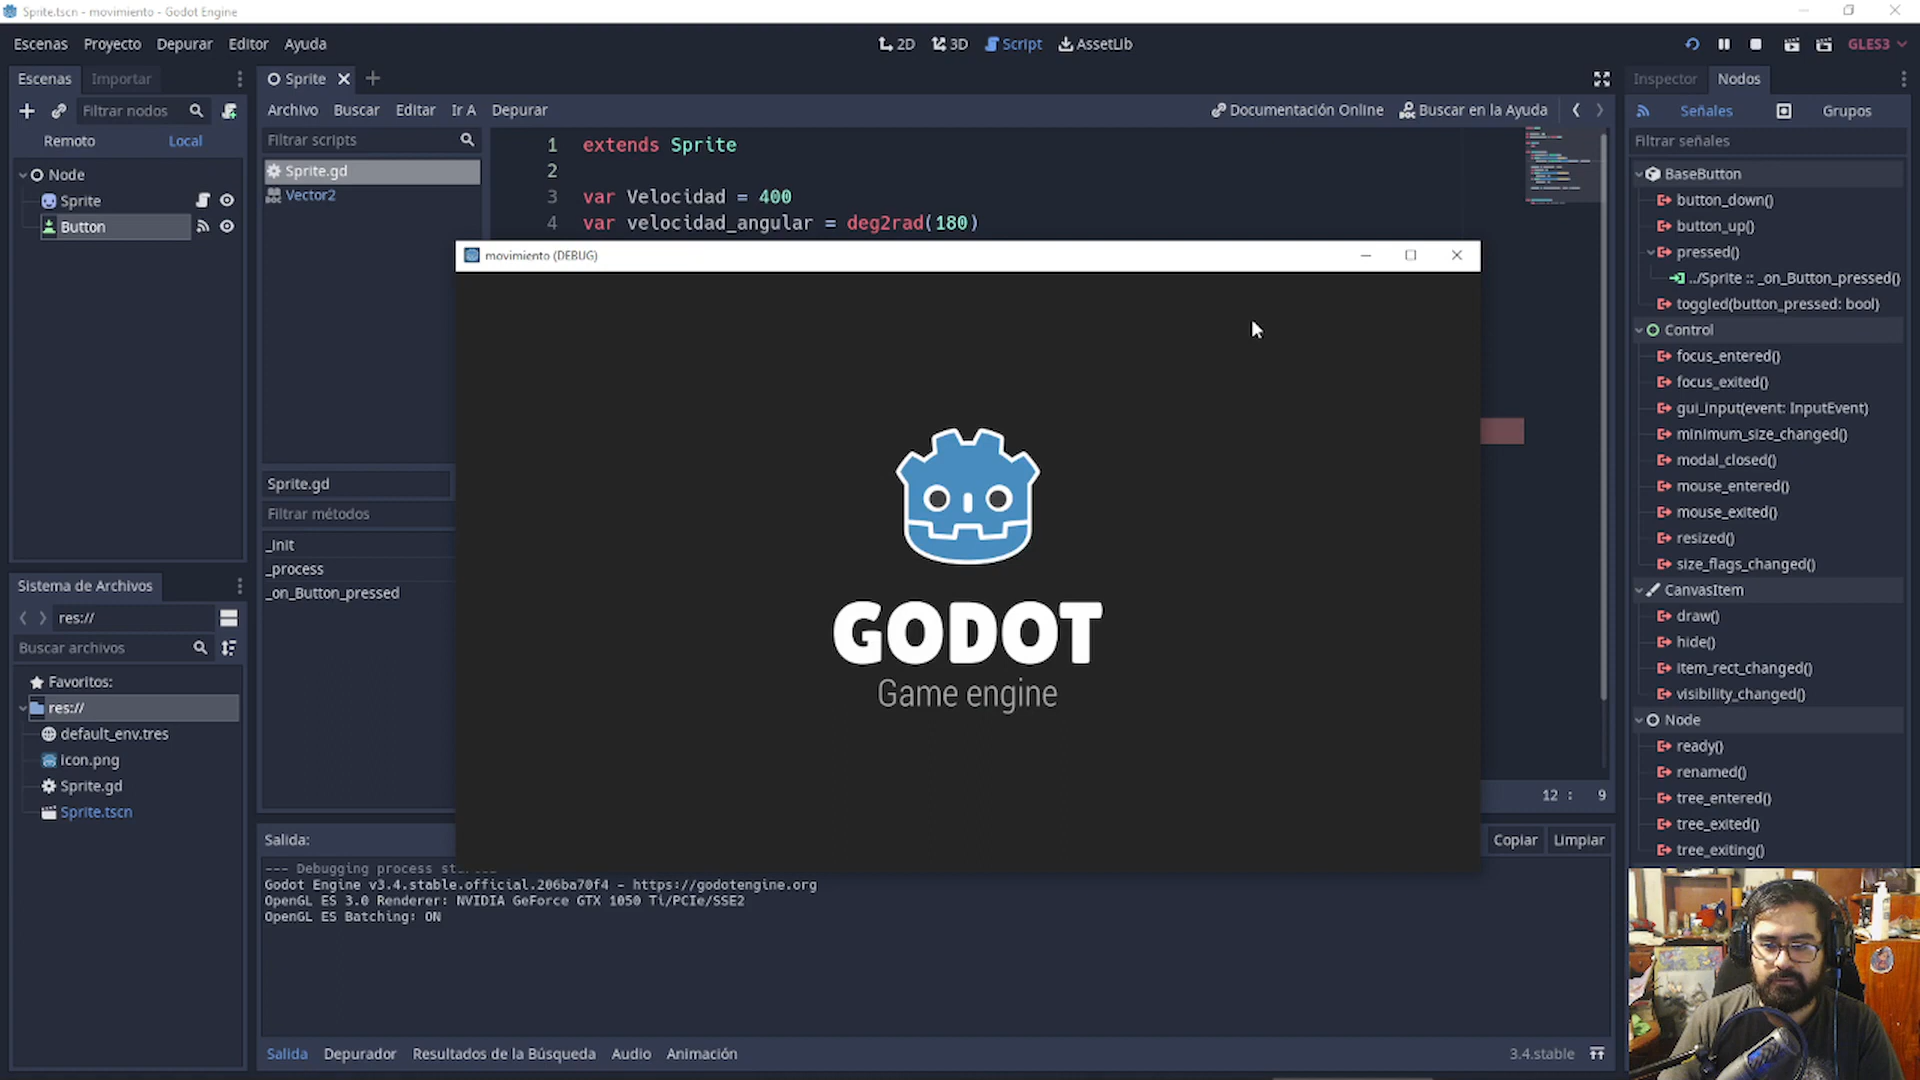 Sprite.tscn - movimiento - Godot Engine
Escenas Proyecto Depurar Editor Ayuda
2D 3D Script AssetLib
GLES3
Escenas Importar
Filtrar nodos
Remoto Local
Node
Sprite
Button
Sprite
Archivo Buscar Editar Ir A Depurar
Documentación Online Buscar en la Ayuda
Filtrar scripts
Sprite.gd
Vector2
1 extends Sprite
2
3 var Velocidad = 400
4 var velocidad_angular = deg2rad(180)
movimiento (DEBUG)
GODOT
Game engine
Sprite.gd
Filtrar métodos
_init
_process
_on_Button_pressed
12 : 9
Sistema de Archivos
res://
Buscar archivos
Favoritos:
res://
default_env.tres
icon.png
Sprite.gd
Sprite.tscn
Salida:
Copiar Limpiar
--- Debugging process
Godot Engine v3.4.stable.official.206ba70f4 - https://godotengine.org
OpenGL ES 3.0 Renderer: NVIDIA GeForce GTX 1050 Ti/PCIe/SSE2
OpenGL ES Batching: ON
Salida Depurador Resultados de la Búsqueda Audio Animación
3.4.stable
Inspector Nodos
Señales Grupos
Filtrar señales
BaseButton
button_down()
button_up()
pressed()
../Sprite :: _on_Button_pressed()
toggled(button_pressed: bool)
Control
focus_entered()
focus_exited()
gui_input(event: InputEvent)
minimum_size_changed()
modal_closed()
mouse_entered()
mouse_exited()
resized()
size_flags_changed()
CanvasItem
draw()
hide()
item_rect_changed()
visibility_changed()
Node
ready()
renamed()
tree_entered()
tree_exited()
tree_exiting()